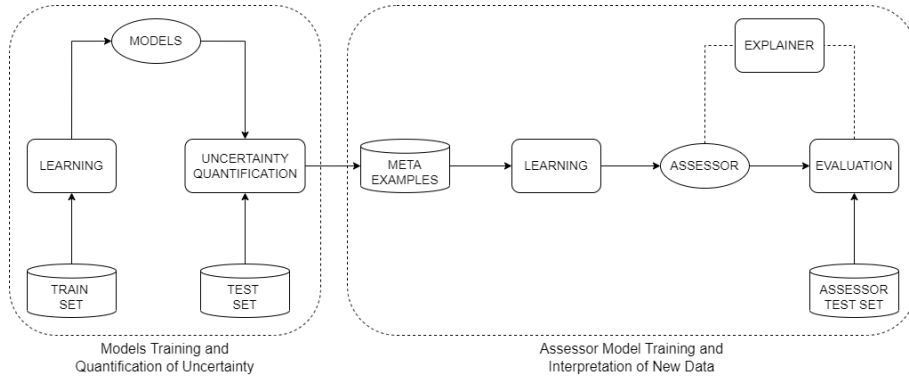 MODELS
EXPLAINER
LEARNING
UNCERTAINTY
QUANTIFICATION
META
EXAMPLES
LEARNING
ASSESSOR
EVALUATION
TRAIN
SET
TEST
SET
ASSESSOR
TEST SET
Models Training and
Quantification of Uncertainty
Assessor Model Training and
Interpretation of New Data